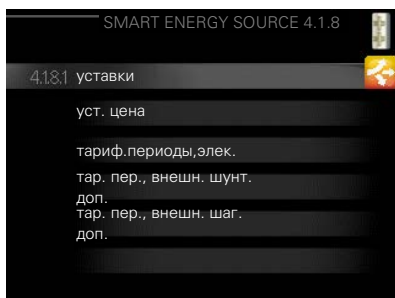 SMART ENERGY SOURCE 4.1.8
4.1.8.1 уставки
уст. цена
тариф.периоды,элек.
тар. пер., внешн. шунт.
доп.
тар. пер., внешн. шаг.
доп.